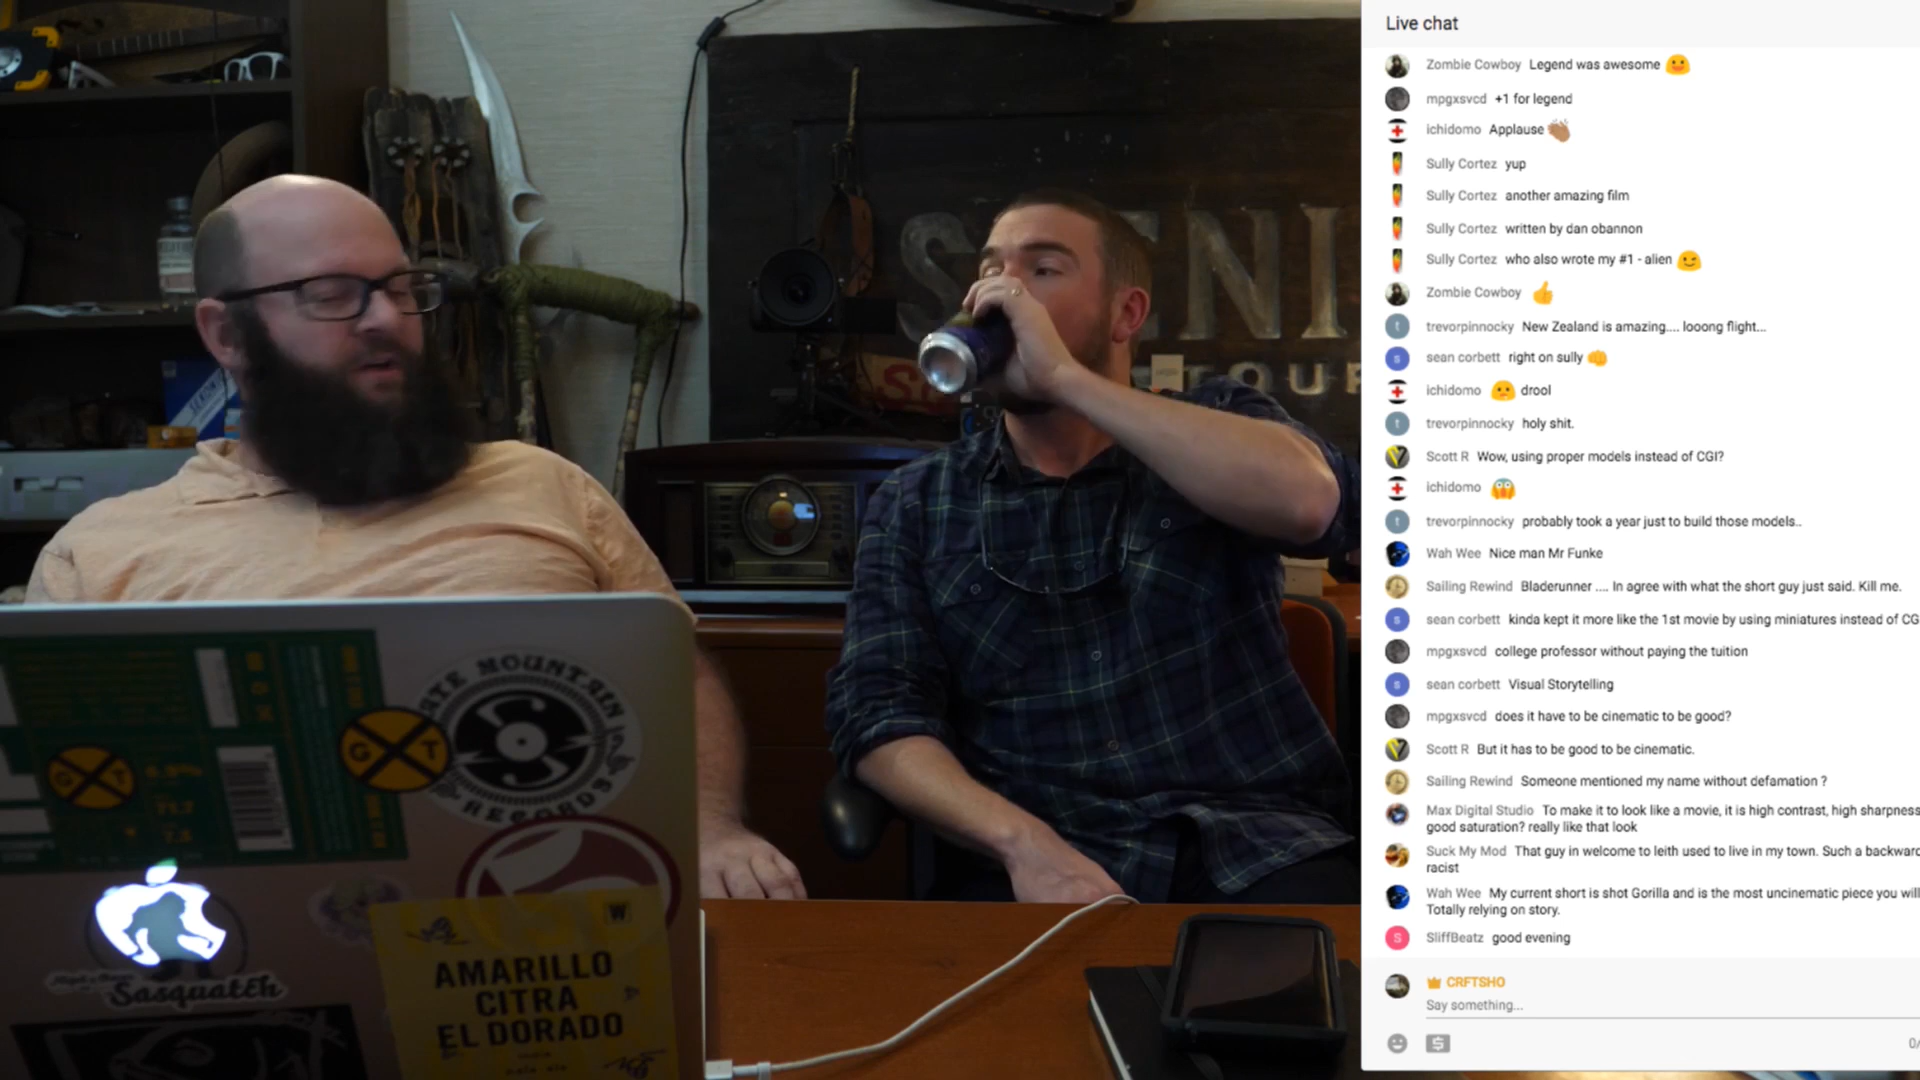 Live chat
Zombie Cowboy Legend was awesome
mpgxsvcd +1 for legend
ichidomo Applause
Sully Cortez yup
Sully Cortez another amazing film
Sully Cortez written by dan obannon
Sully Cortez who also wrote my #1 - alien
Zombie Cowboy
trevorpinnocky New Zealand is amazing.... looong flight...
sean corbett right on sully
ichidomo drool
trevorpinnocky holy shit.
Scott R Wow, using proper models instead of CGI?
ichidomo
trevorpinnocky probably took a year just to build those models..
Wah Wee Nice man Mr Funke
Sailing Rewind Bladerunner .... In agree with what the short guy just said. Kill me.
sean corbett kinda kept it more like the 1st movie by using miniatures instead of CG
mpgxsvcd college professor without paying the tuition
sean corbett Visual Storytelling
mpgxsvcd does it have to be cinematic to be good?
Scott R But it has to be good to be cinematic.
Sailing Rewind Someone mentioned my name without defamation ?
Max Digital Studio To make it to look like a movie, it is high contrast, high sharpness
good saturation? really like that look
Suck My Mod That guy in welcome to leith used to live in my town. Such a backward
racist
Wah Wee My current short is shot Gorilla and is the most uncinematic piece you will
Totally relying on story.
SliffBeatz good evening
CRFTSHO
Say something...
0/
S ENI
TOUR
MOUNTAIN
RECORDS
G T
G T
Sasquatch
W
AMARILLO
CITRA
EL DORADO